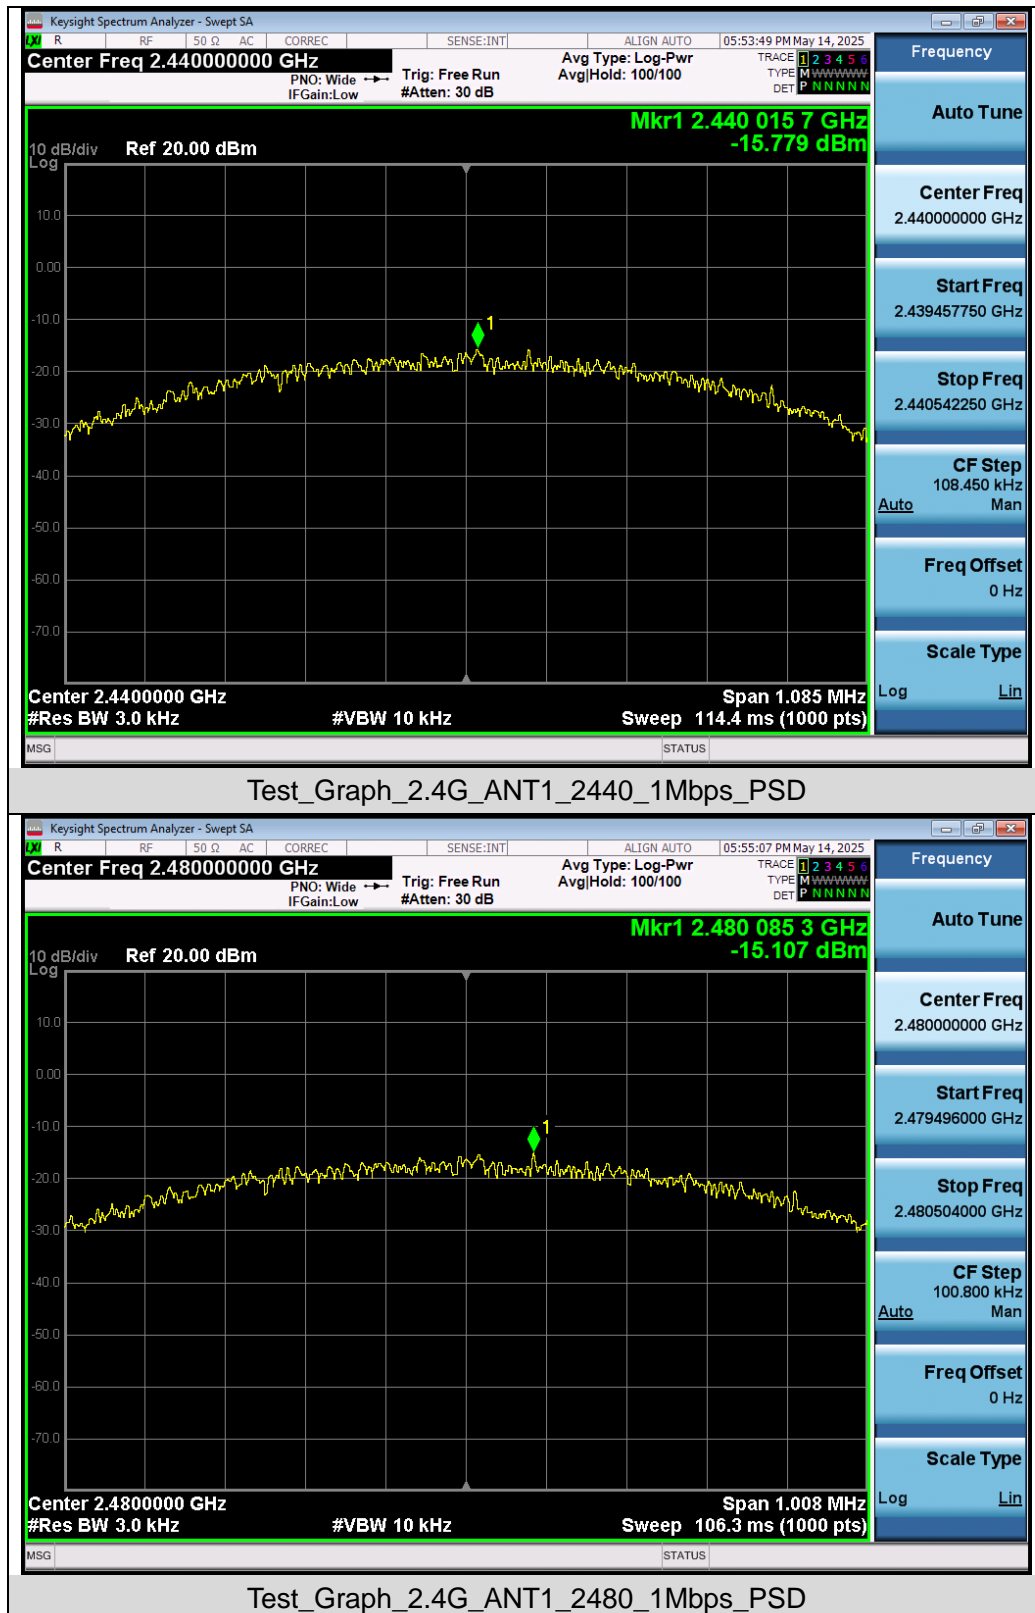 Keysight Spectrum Analyzer - Swept SA
LXI R RF 50 Ω AC CORREC SENSE:INT ALIGN AUTO 05:53:49 PM May 14, 2025
Center Freq 2.440000000 GHz
PNO: Wide
IFGain:Low
Trig: Free Run
#Atten: 30 dB
Avg Type: Log-Pwr
Avg|Hold: 100/100
TRACE 1 2 3 4 5 6
TYPE M W W W W W
DET P N N N N N
Mkr1 2.440 015 7 GHz
-15.779 dBm
10 dB/div Ref 20.00 dBm
Log
10.0
0.00
-10.0
-20.0
-30.0
-40.0
-50.0
-60.0
-70.0
1
Center 2.4400000 GHz Span 1.085 MHz
#Res BW 3.0 kHz #VBW 10 kHz Sweep 114.4 ms (1000 pts)
MSG STATUS
Frequency
Auto Tune
Center Freq
2.440000000 GHz
Start Freq
2.439457750 GHz
Stop Freq
2.440542250 GHz
CF Step
108.450 kHz
Auto Man
Freq Offset
0 Hz
Scale Type
Log Lin
Test_Graph_2.4G_ANT1_2440_1Mbps_PSD
Keysight Spectrum Analyzer - Swept SA
LXI R RF 50 Ω AC CORREC SENSE:INT ALIGN AUTO 05:55:07 PM May 14, 2025
Center Freq 2.480000000 GHz
PNO: Wide
IFGain:Low
Trig: Free Run
#Atten: 30 dB
Avg Type: Log-Pwr
Avg|Hold: 100/100
TRACE 1 2 3 4 5 6
TYPE M W W W W W
DET P N N N N N
Mkr1 2.480 085 3 GHz
-15.107 dBm
10 dB/div Ref 20.00 dBm
Log
10.0
0.00
-10.0
-20.0
-30.0
-40.0
-50.0
-60.0
-70.0
1
Center 2.4800000 GHz Span 1.008 MHz
#Res BW 3.0 kHz #VBW 10 kHz Sweep 106.3 ms (1000 pts)
MSG STATUS
Frequency
Auto Tune
Center Freq
2.480000000 GHz
Start Freq
2.479496000 GHz
Stop Freq
2.480504000 GHz
CF Step
100.800 kHz
Auto Man
Freq Offset
0 Hz
Scale Type
Log Lin
Test_Graph_2.4G_ANT1_2480_1Mbps_PSD